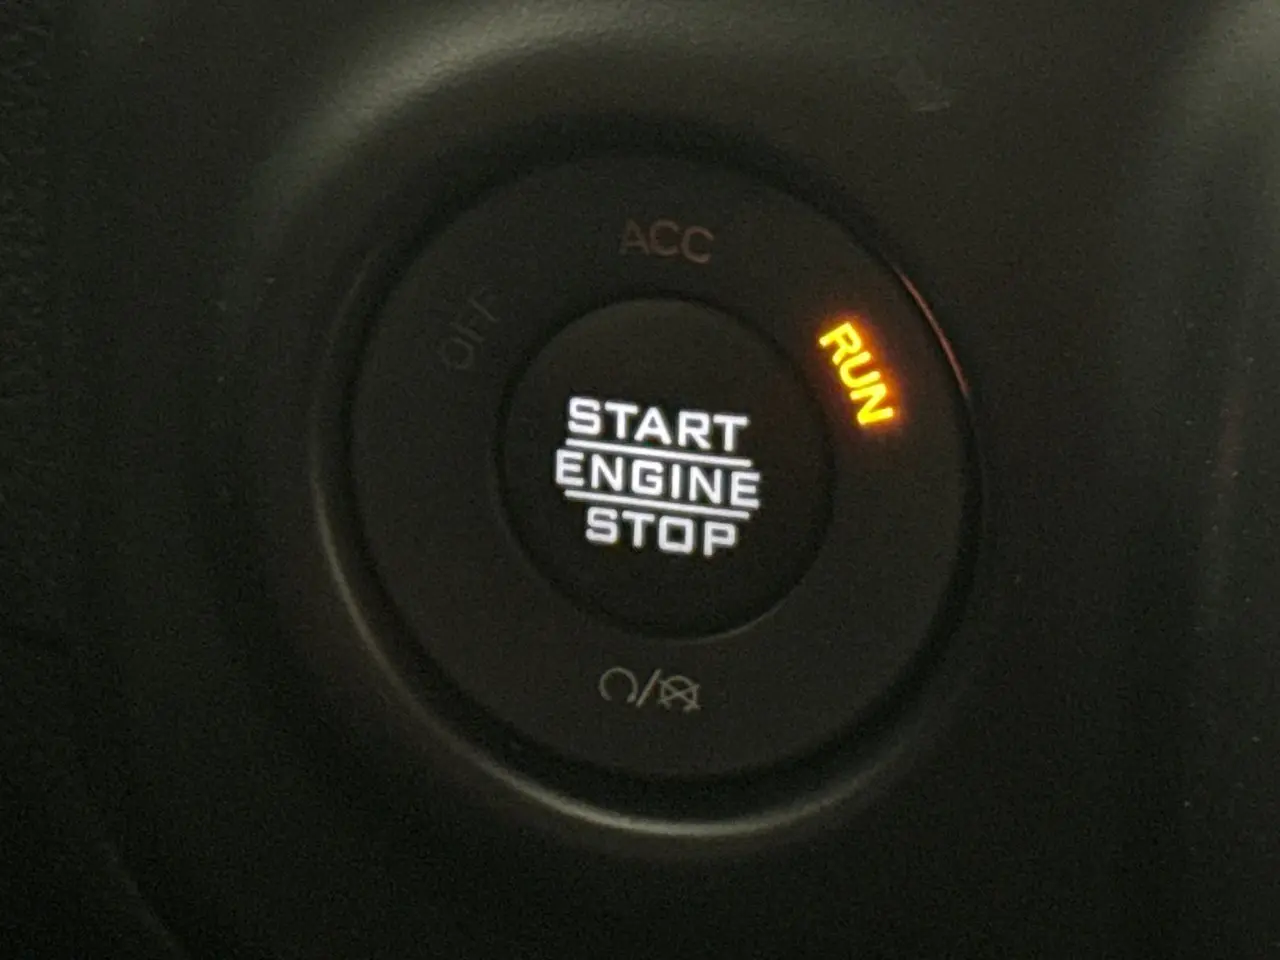 ACC
OFF
RUN
START
ENGINE
STOP